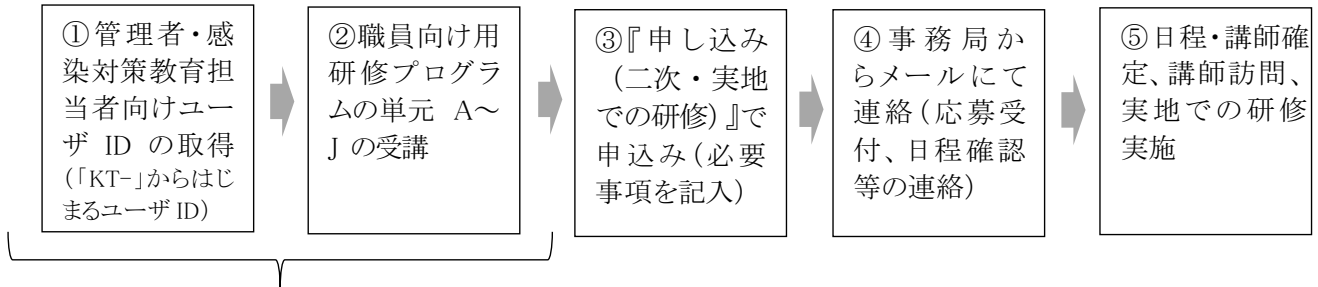 ①管理者・感
染対策教育担
当者向けユー
ザ ID の取得
（「KT-」からはじ
まるユーザ ID）
②職員向け用
研修プログラ
ムの単元 A～
J の受講
③『申し込み
（二次・実地
での研修）』で
申込み（必要
事項を記入）
④事務局か
らメールにて
連絡（応募受
付、日程確認
等の連絡）
⑤日程・講師確
定、講師訪問、
実地での研修
実施